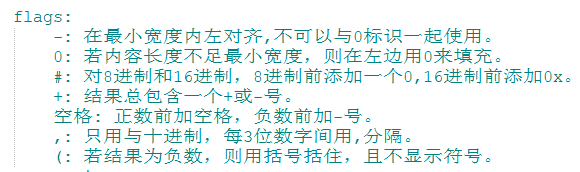 flags:
-: 在最小宽度内左对齐,不可以与0标识一起使用。
0: 若内容长度不足最小宽度，则在左边用0来填充。
#: 对8进制和16进制，8进制前添加一个0,16进制前添加0x。
+: 结果总包含一个+或-号。
空格: 正数前加空格，负数前加-号。
,: 只用与十进制，每3位数字间用,分隔。
(: 若结果为负数，则用括号括住，且不显示符号。